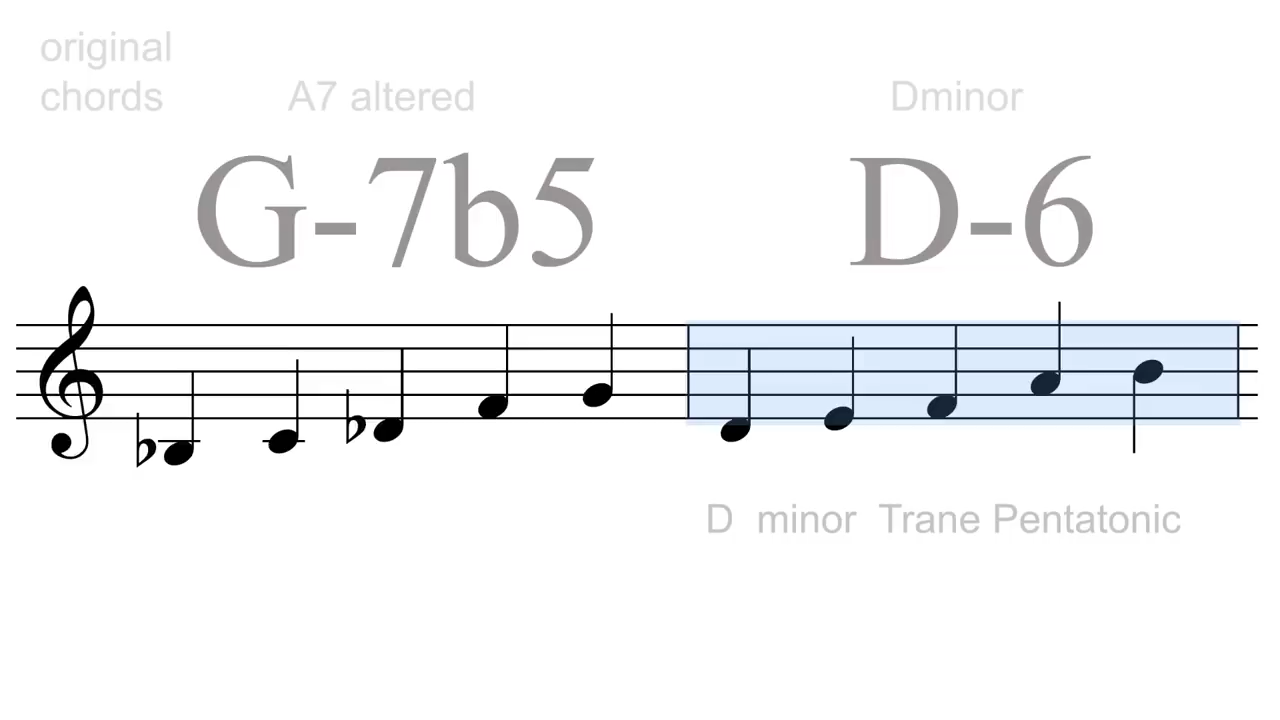 original
chords A7 altered Dminor
G-7b5 D-6
D minor Trane Pentatonic